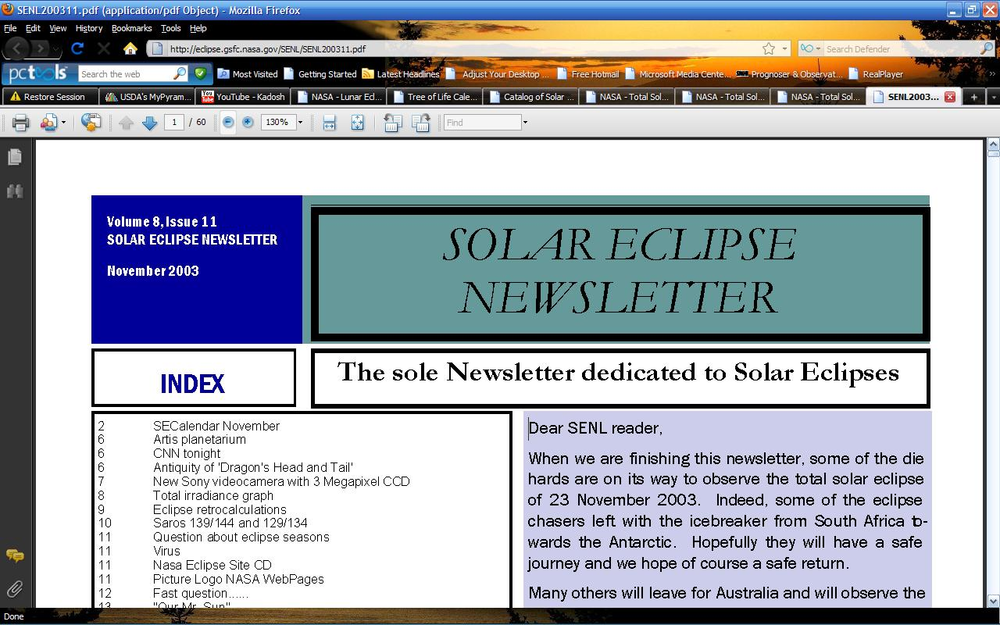 SENL200311.pdf (application/pdf Object) - Mozilla Firefox
File Edit View History Bookmarks Tools Help
http://eclipse.gsfc.nasa.gov/SENL/SENL200311.pdf
Search Defender
pctools Search the web
Most Visited Getting Started Latest Headlines Adjust Your Desktop ... Free Hotmail Microsoft Media Cente... Prognoser & Observat... RealPlayer
Restore Session USDA's MyPyram... YouTube - Kadosh NASA - Lunar Ecl... Tree of Life Cale... Catalog of Solar ... NASA - Total Sol... NASA - Total Sol... NASA - Total Sol... SENL2003...
1 / 60 130% Find
Volume 8, Issue 11
SOLAR ECLIPSE NEWSLETTER
November 2003
SOLAR ECLIPSE
NEWSLETTER
INDEX
The sole Newsletter dedicated to Solar Eclipses
2 SECalendar November
6 Artis planetarium
6 CNN tonight
6 Antiquity of 'Dragon's Head and Tail'
7 New Sony videocamera with 3 Megapixel CCD
8 Total irradiance graph
9 Eclipse retrocalculations
10 Saros 139/144 and 129/134
11 Question about eclipse seasons
11 Virus
11 Nasa Eclipse Site CD
11 Picture Logo NASA WebPages
12 Fast question......
13 "Our Mr. Sun"
Dear SENL reader,
When we are finishing this newsletter, some of the die
hards are on its way to observe the total solar eclipse
of 23 November 2003. Indeed, some of the eclipse
chasers left with the icebreaker from South Africa to-
wards the Antarctic. Hopefully they will have a safe
journey and we hope of course a safe return.
Many others will leave for Australia and will observe the
Done